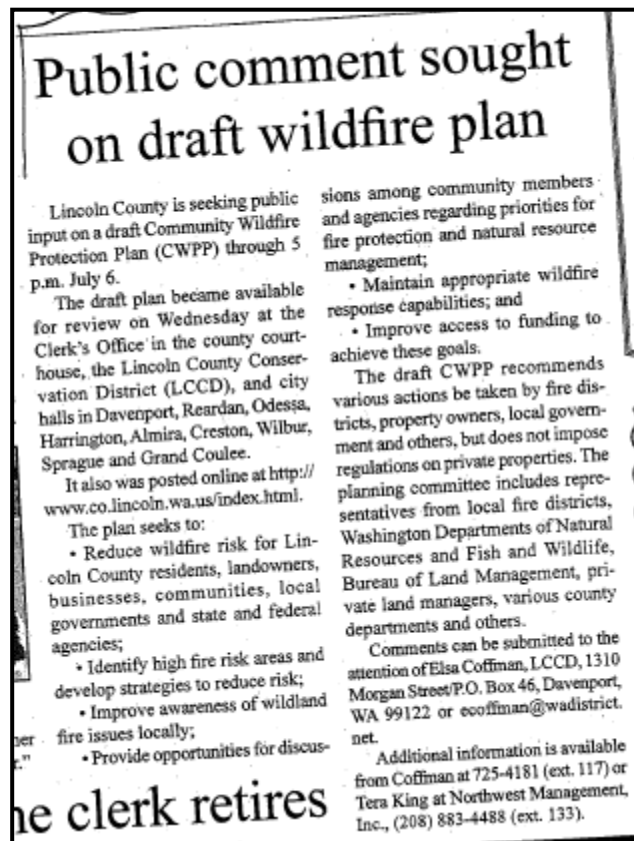 Public comment sought
on draft wildfire plan
Lincoln County is seeking public
input on a draft Community Wildfire
Protection Plan (CWPP) through 5
p.m. July 6.
The draft plan became available
for review on Wednesday at the
Clerk's Office in the county court-
house, the Lincoln County Conser-
vation District (LCCD), and city
halls in Davenport, Reardan, Odessa,
Harrington, Almira, Creston, Wilbur,
Sprague and Grand Coulee.
It also was posted online at http://
www.co.lincoln.wa.us/index.html.
The plan seeks to:
• Reduce wildfire risk for Lin-
coln County residents, landowners,
businesses, communities, local
governments and state and federal
agencies;
• Identify high fire risk areas and
develop strategies to reduce risk;
• Improve awareness of wildland
fire issues locally;
• Provide opportunities for discus-
sions among community members
and agencies regarding priorities for
fire protection and natural resource
management;
• Maintain appropriate wildfire
response capabilities; and
• Improve access to funding to
achieve these goals.
The draft CWPP recommends
various actions be taken by fire dis-
tricts, property owners, local govern-
ment and others, but does not impose
regulations on private properties. The
planning committee includes repre-
sentatives from local fire districts,
Washington Departments of Natural
Resources and Fish and Wildlife,
Bureau of Land Management, pri-
vate land managers, various county
departments and others.
Comments can be submitted to the
attention of Elsa Coffman, LCCD, 1310
Morgan Street/P.O. Box 46, Davenport,
WA 99122 or ecoffman@wadistrict.
net.
Additional information is available
from Coffman at 725-4181 (ext. 117) or
Tera King at Northwest Management,
Inc., (208) 883-4488 (ext. 133).
clerk retires